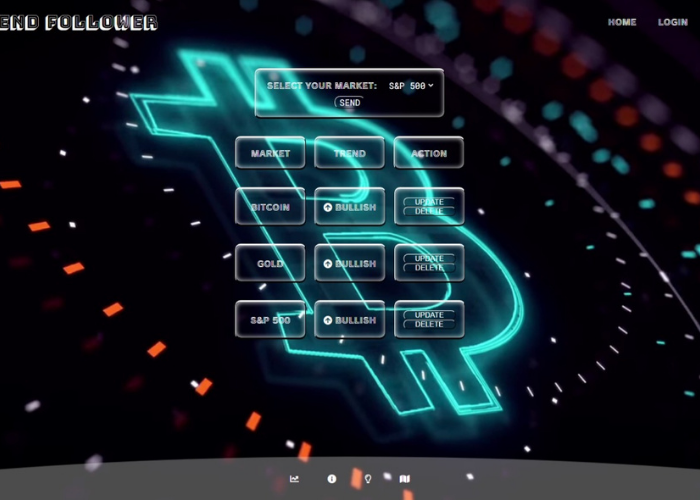 END FOLLOWER
HOME LOGIN
SELECT YOUR MARKET: S&P 500
SEND
MARKET TREND ACTION
BITCOIN BULLISH UPDATE
DELETE
GOLD BULLISH UPDATE
DELETE
S&P 500 BULLISH UPDATE
DELETE